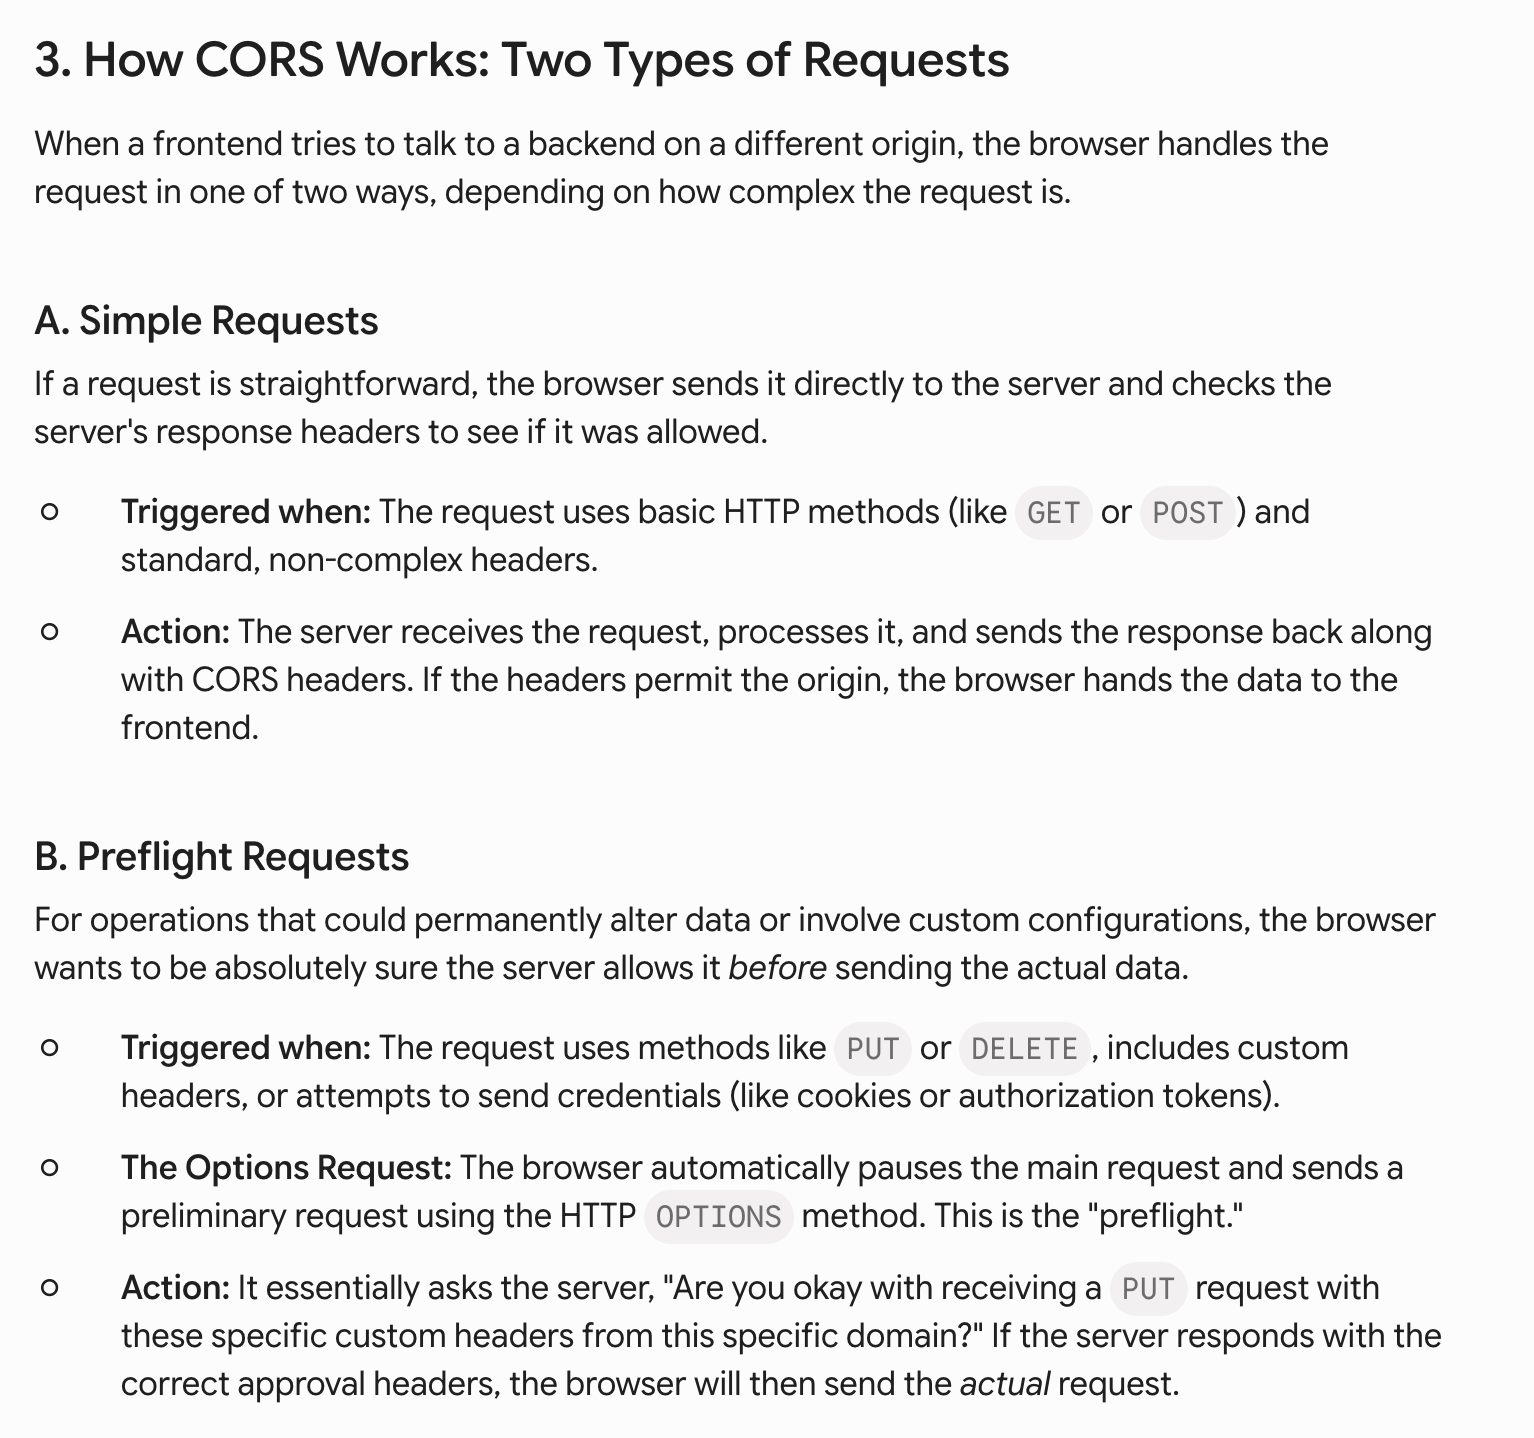 3. How CORS Works: Two Types of Requests
When a frontend tries to talk to a backend on a different origin, the browser handles the
request in one of two ways, depending on how complex the request is.
A. Simple Requests
If a request is straightforward, the browser sends it directly to the server and checks the
server's response headers to see if it was allowed.
Triggered when: The request uses basic HTTP methods (like GET or POST) and
standard, non-complex headers.
Action: The server receives the request, processes it, and sends the response back along
with CORS headers. If the headers permit the origin, the browser hands the data to the
frontend.
B. Preflight Requests
For operations that could permanently alter data or involve custom configurations, the browser
wants to be absolutely sure the server allows it before sending the actual data.
Triggered when: The request uses methods like PUT or DELETE, includes custom
headers, or attempts to send credentials (like cookies or authorization tokens).
The Options Request: The browser automatically pauses the main request and sends a
preliminary request using the HTTP OPTIONS method. This is the "preflight."
Action: It essentially asks the server, "Are you okay with receiving a PUT request with
these specific custom headers from this specific domain?" If the server responds with the
correct approval headers, the browser will then send the actual request.